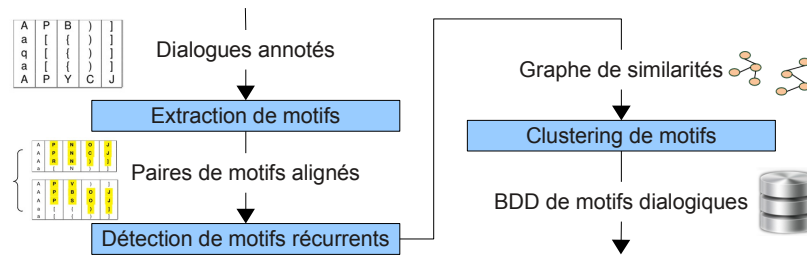 A P B ) ]
a [ { ) ]
q [ { ) ]
a [ { ) ]
A P Y C J
Dialogues annotés
Extraction de motifs
Paires de motifs alignés
Détection de motifs récurrents
Graphe de similarités
Clustering de motifs
BDD de motifs dialogiques